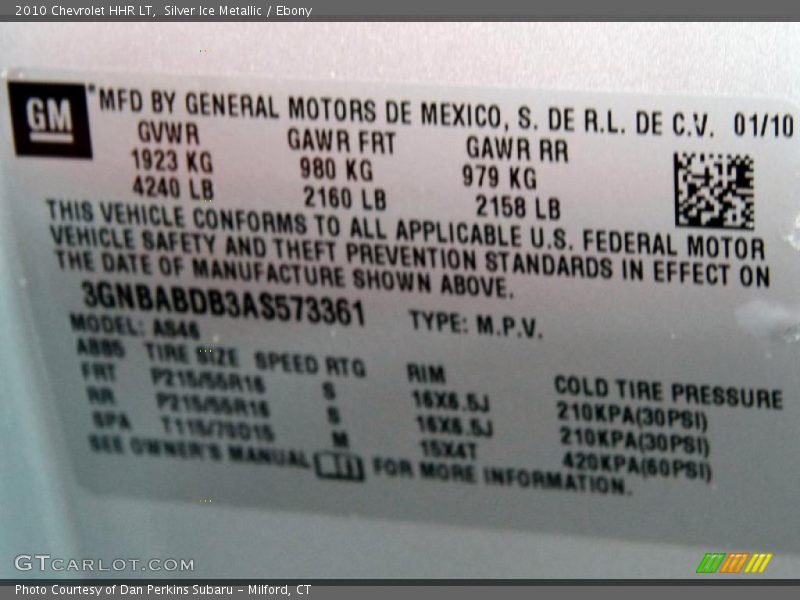 2010 Chevrolet HHR LT, Silver Ice Metallic / Ebony
GM
MFD BY GENERAL MOTORS DE MEXICO, S. DE R.L. DE C.V. 01/10
GVWR GAWR FRT GAWR RR
1923 KG 980 KG 979 KG
4240 LB 2160 LB 2158 LB
THIS VEHICLE CONFORMS TO ALL APPLICABLE U.S. FEDERAL MOTOR
VEHICLE SAFETY AND THEFT PREVENTION STANDARDS IN EFFECT ON
THE DATE OF MANUFACTURE SHOWN ABOVE.
3GNBABDB3AS573361 TYPE: M.P.V.
MODEL: AS46
TIRE SIZE SPEED RTG RIM COLD TIRE PRESSURE
FRT P215/55R16 S 16X6.5J 210KPA(30PSI)
RR P215/55R16 S 16X6.5J 210KPA(30PSI)
SPA T115/70D15 M 15X4T 420KPA(60PSI)
SEE OWNER'S MANUAL FOR MORE INFORMATION.
GTCARLOT.COM
Photo Courtesy of Dan Perkins Subaru - Milford, CT